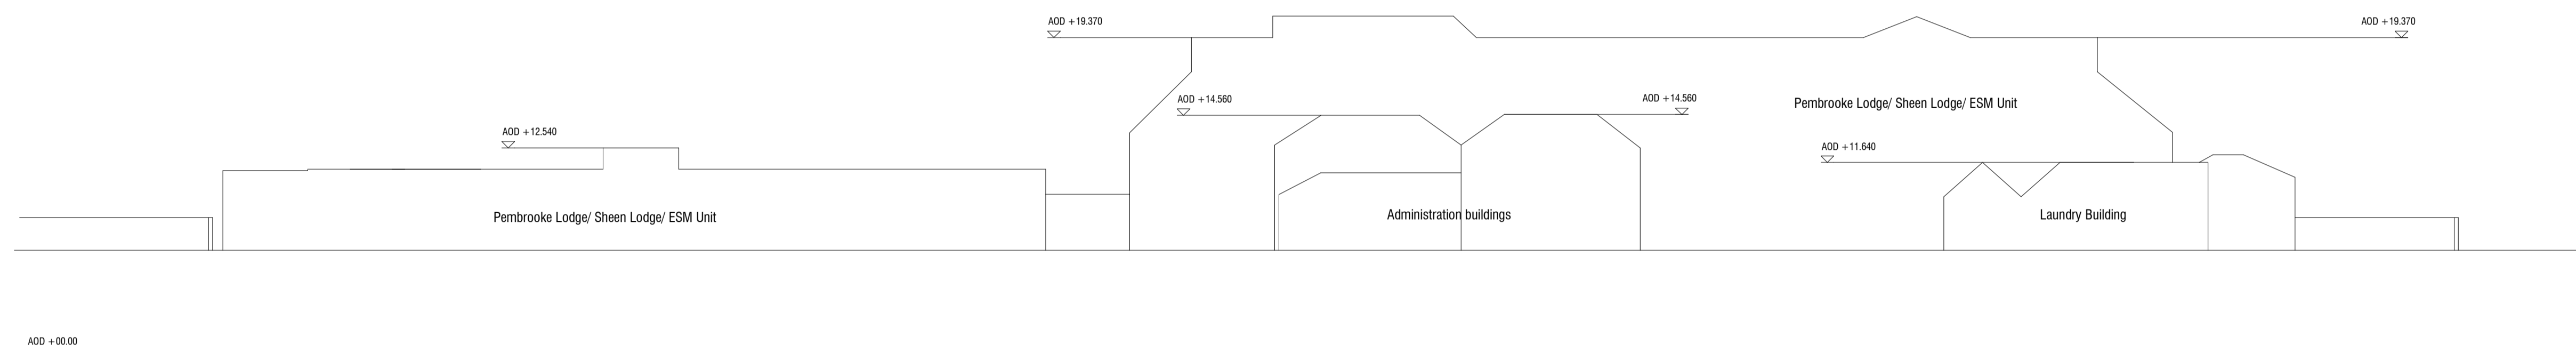 AOD +19.370
AOD +19.370
AOD +14.560
AOD +14.560
Pembrooke Lodge/ Sheen Lodge/ ESM Unit
AOD +12.540
AOD +11.640
Pembrooke Lodge/ Sheen Lodge/ ESM Unit
Administration buildings
Laundry Building
AOD +00.00